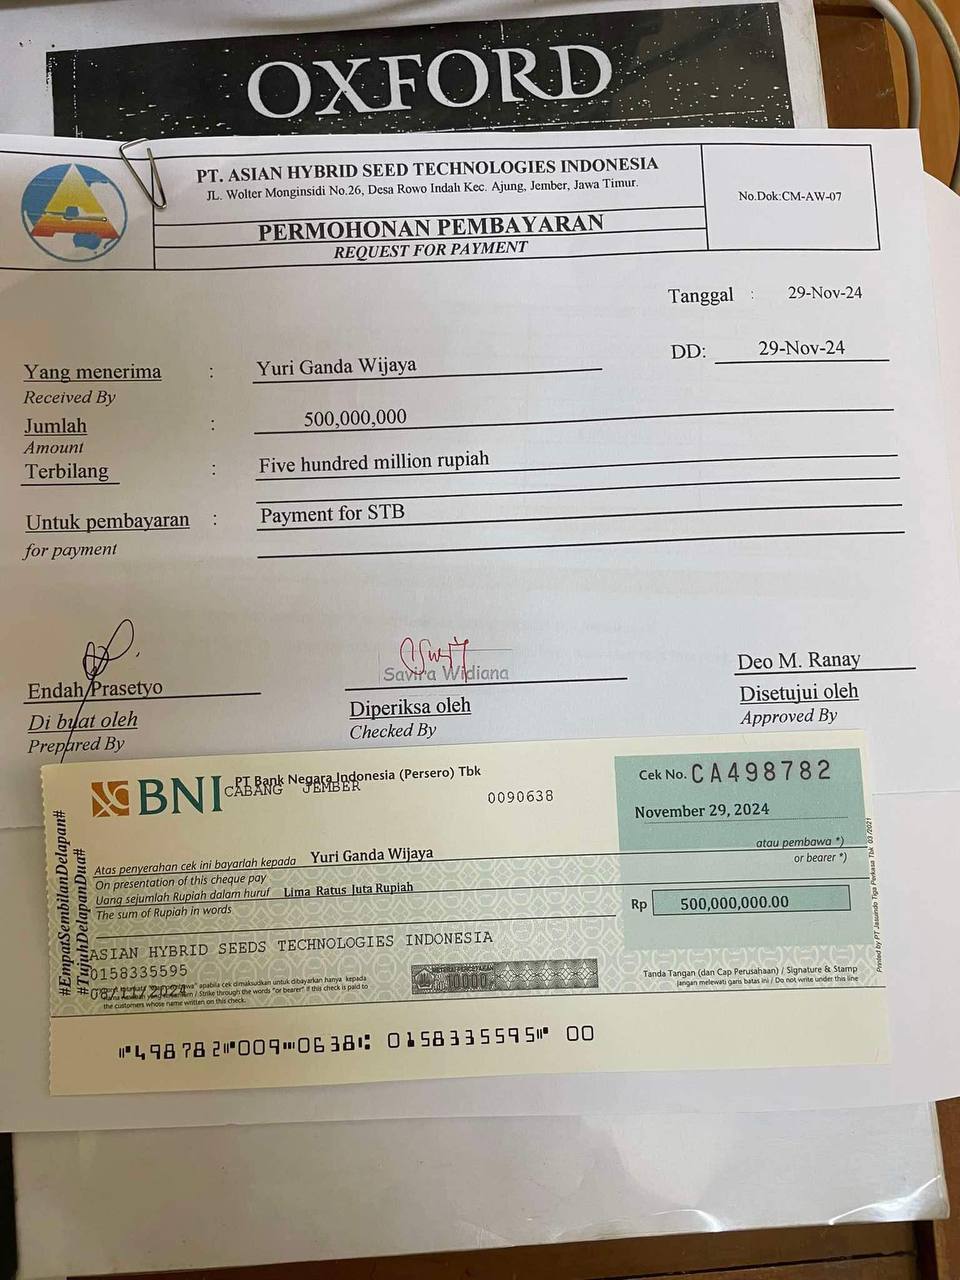 OXFORD
PT. ASIAN HYBRID SEED TECHNOLOGIES INDONESIA
JL. Wolter Monginsidi No.26, Desa Rowo Indah Kec. Ajung, Jember, Jawa Timur.
No.Dok:CM-AW-07
PERMOHONAN PEMBAYARAN
REQUEST FOR PAYMENT
Tanggal : 29-Nov-24
DD: 29-Nov-24
Yang menerima : Yuri Ganda Wijaya
Received By
Jumlah : 500,000,000
Amount
Terbilang : Five hundred million rupiah
Untuk pembayaran : Payment for STB
for payment
Endah Prasetyo
Di buat oleh
Prepared By
Savira Widiana
Diperiksa oleh
Checked By
Deo M. Ranay
Disetujui oleh
Approved By
BNI PT Bank Negara Indonesia (Persero) Tbk
CABANG JEMBER
0090638
Cek No. CA498782
November 29, 2024
atau pembawa *)
or bearer *)
Atas penyerahan cek ini bayarlah kepada Yuri Ganda Wijaya
On presentation of this cheque pay
Uang sejumlah Rupiah dalam huruf Lima Ratus Juta Rupiah
The sum of Rupiah in words
Rp 500,000,000.00
ASIAN HYBRID SEEDS TECHNOLOGIES INDONESIA
0158335595
08/11/2024
apabila cek dimaksudkan untuk dibayarkan hanya kepada
Strike through the words "or bearer" if this check is paid to
the customers whose name written on this check.
10000
Tanda Tangan (dan Cap Perusahaan) / Signature & Stamp
Jangan melewati garis batas ini / Do not write under this line
#EmpatSembilanDelapan#
#TujuhDelapanDua#
Printed by PT Jasuindo Tiga Perkasa Tbk 03/2021
⑈498782⑈009⑉0638⑆ 0158335595⑈ 00